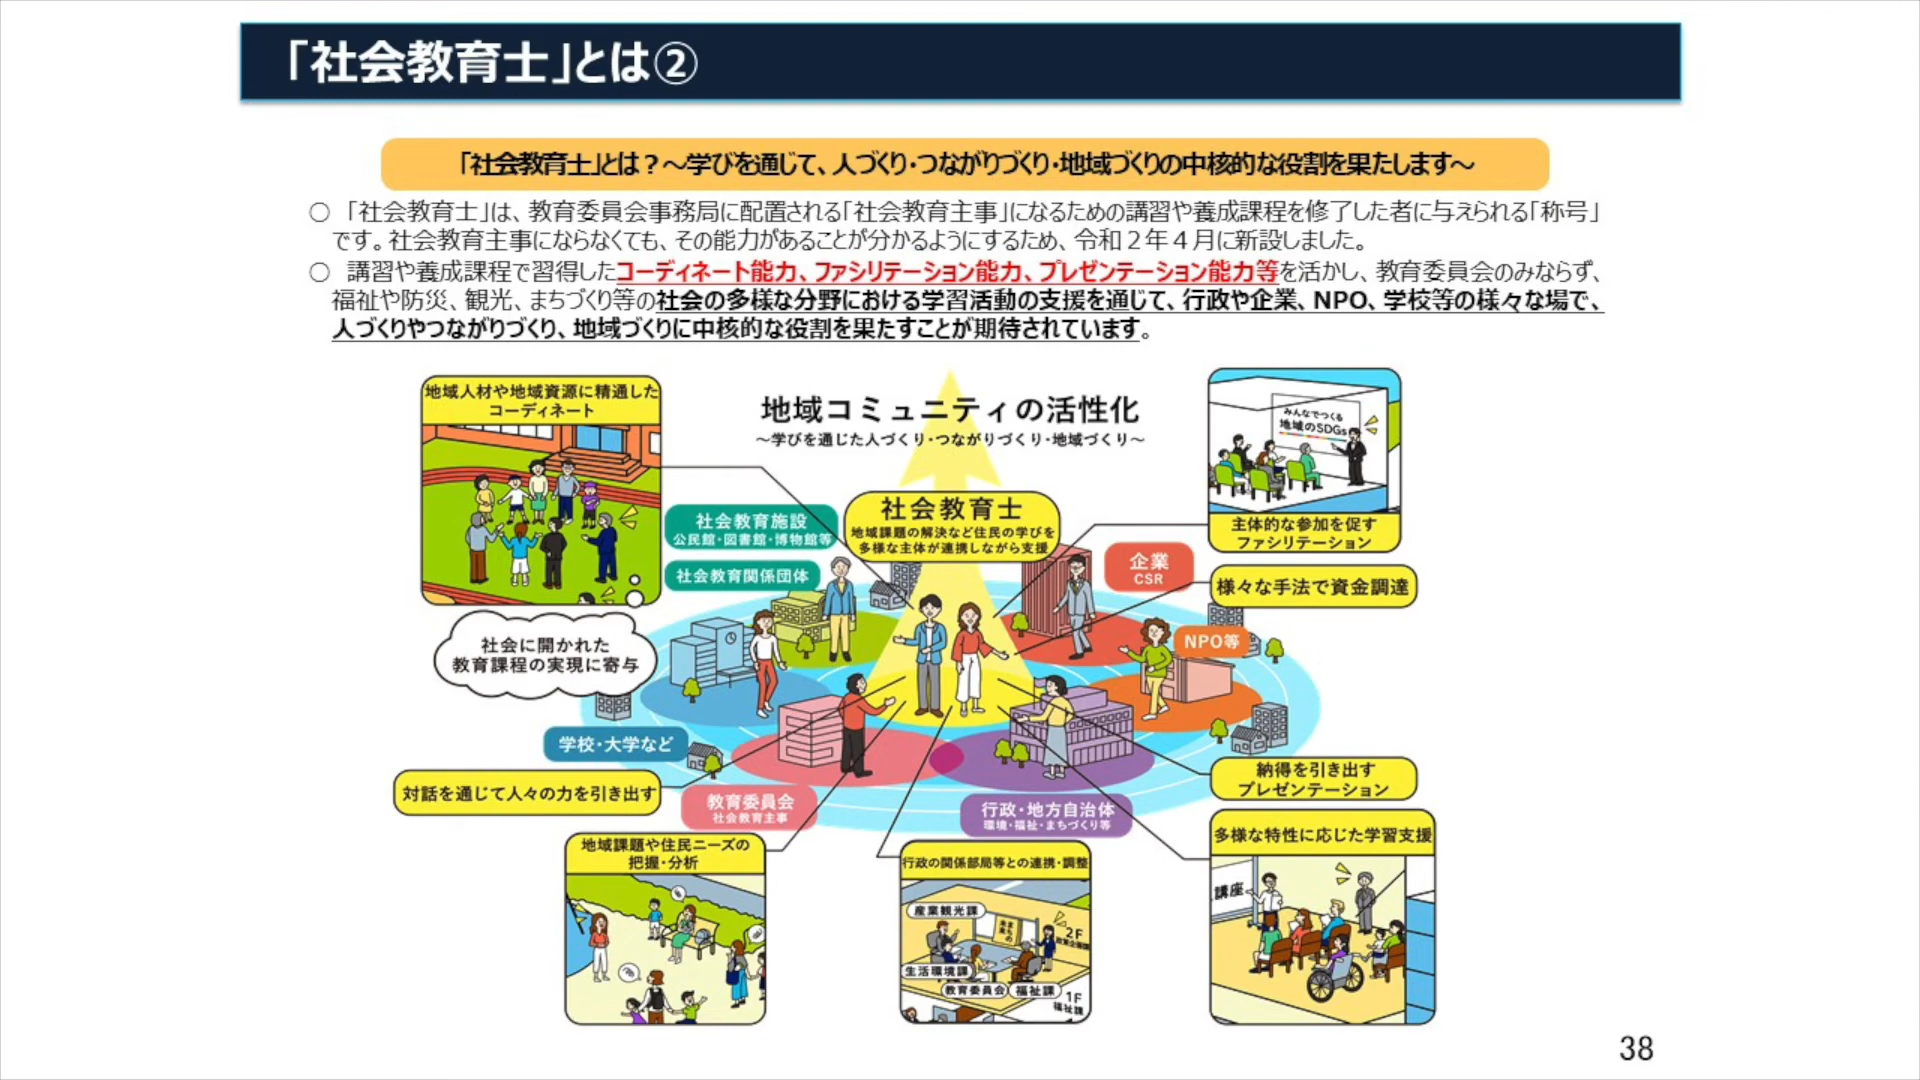 「社会教育士」とは②
「社会教育士」とは？～学びを通じて、人づくり・つながりづくり・地域づくりの中核的な役割を果たします～
○ 「社会教育士」は、教育委員会事務局に配置される「社会教育主事」になるための講習や養成課程を修了した者に与えられる「称号」
です。社会教育主事にならなくても、その能力があることが分かるようにするため、令和２年４月に新設しました。
○ 講習や養成課程で習得したコーディネート能力、ファシリテーション能力、プレゼンテーション能力等を活かし、教育委員会のみならず、
福祉や防災、観光、まちづくり等の社会の多様な分野における学習活動の支援を通じて、行政や企業、NPO、学校等の様々な場で、
人づくりやつながりづくり、地域づくりに中核的な役割を果たすことが期待されています。
地域人材や地域資源に精通した
コーディネート
地域コミュニティの活性化
～学びを通じた人づくり・つながりづくり・地域づくり～
みんなでつくる
地域のSDGs
主体的な参加を促す
ファシリテーション
社会教育士
地域課題の解決など住民の学びを
多様な主体が連携しながら支援
社会教育施設
公民館・図書館・博物館等
社会教育関係団体
企業
CSR
様々な手法で資金調達
社会に開かれた
教育課程の実現に寄与
NPO等
学校・大学など
対話を通じて人々の力を引き出す
教育委員会
社会教育主事
行政・地方自治体
環境・福祉・まちづくり等
納得を引き出す
プレゼンテーション
地域課題や住民ニーズの
把握・分析
行政の関係部局等との連携・調整
産業観光課
まちの
未来
2F
生活環境課
教育委員会
福祉課
1F
福祉課
多様な特性に応じた学習支援
講座
38